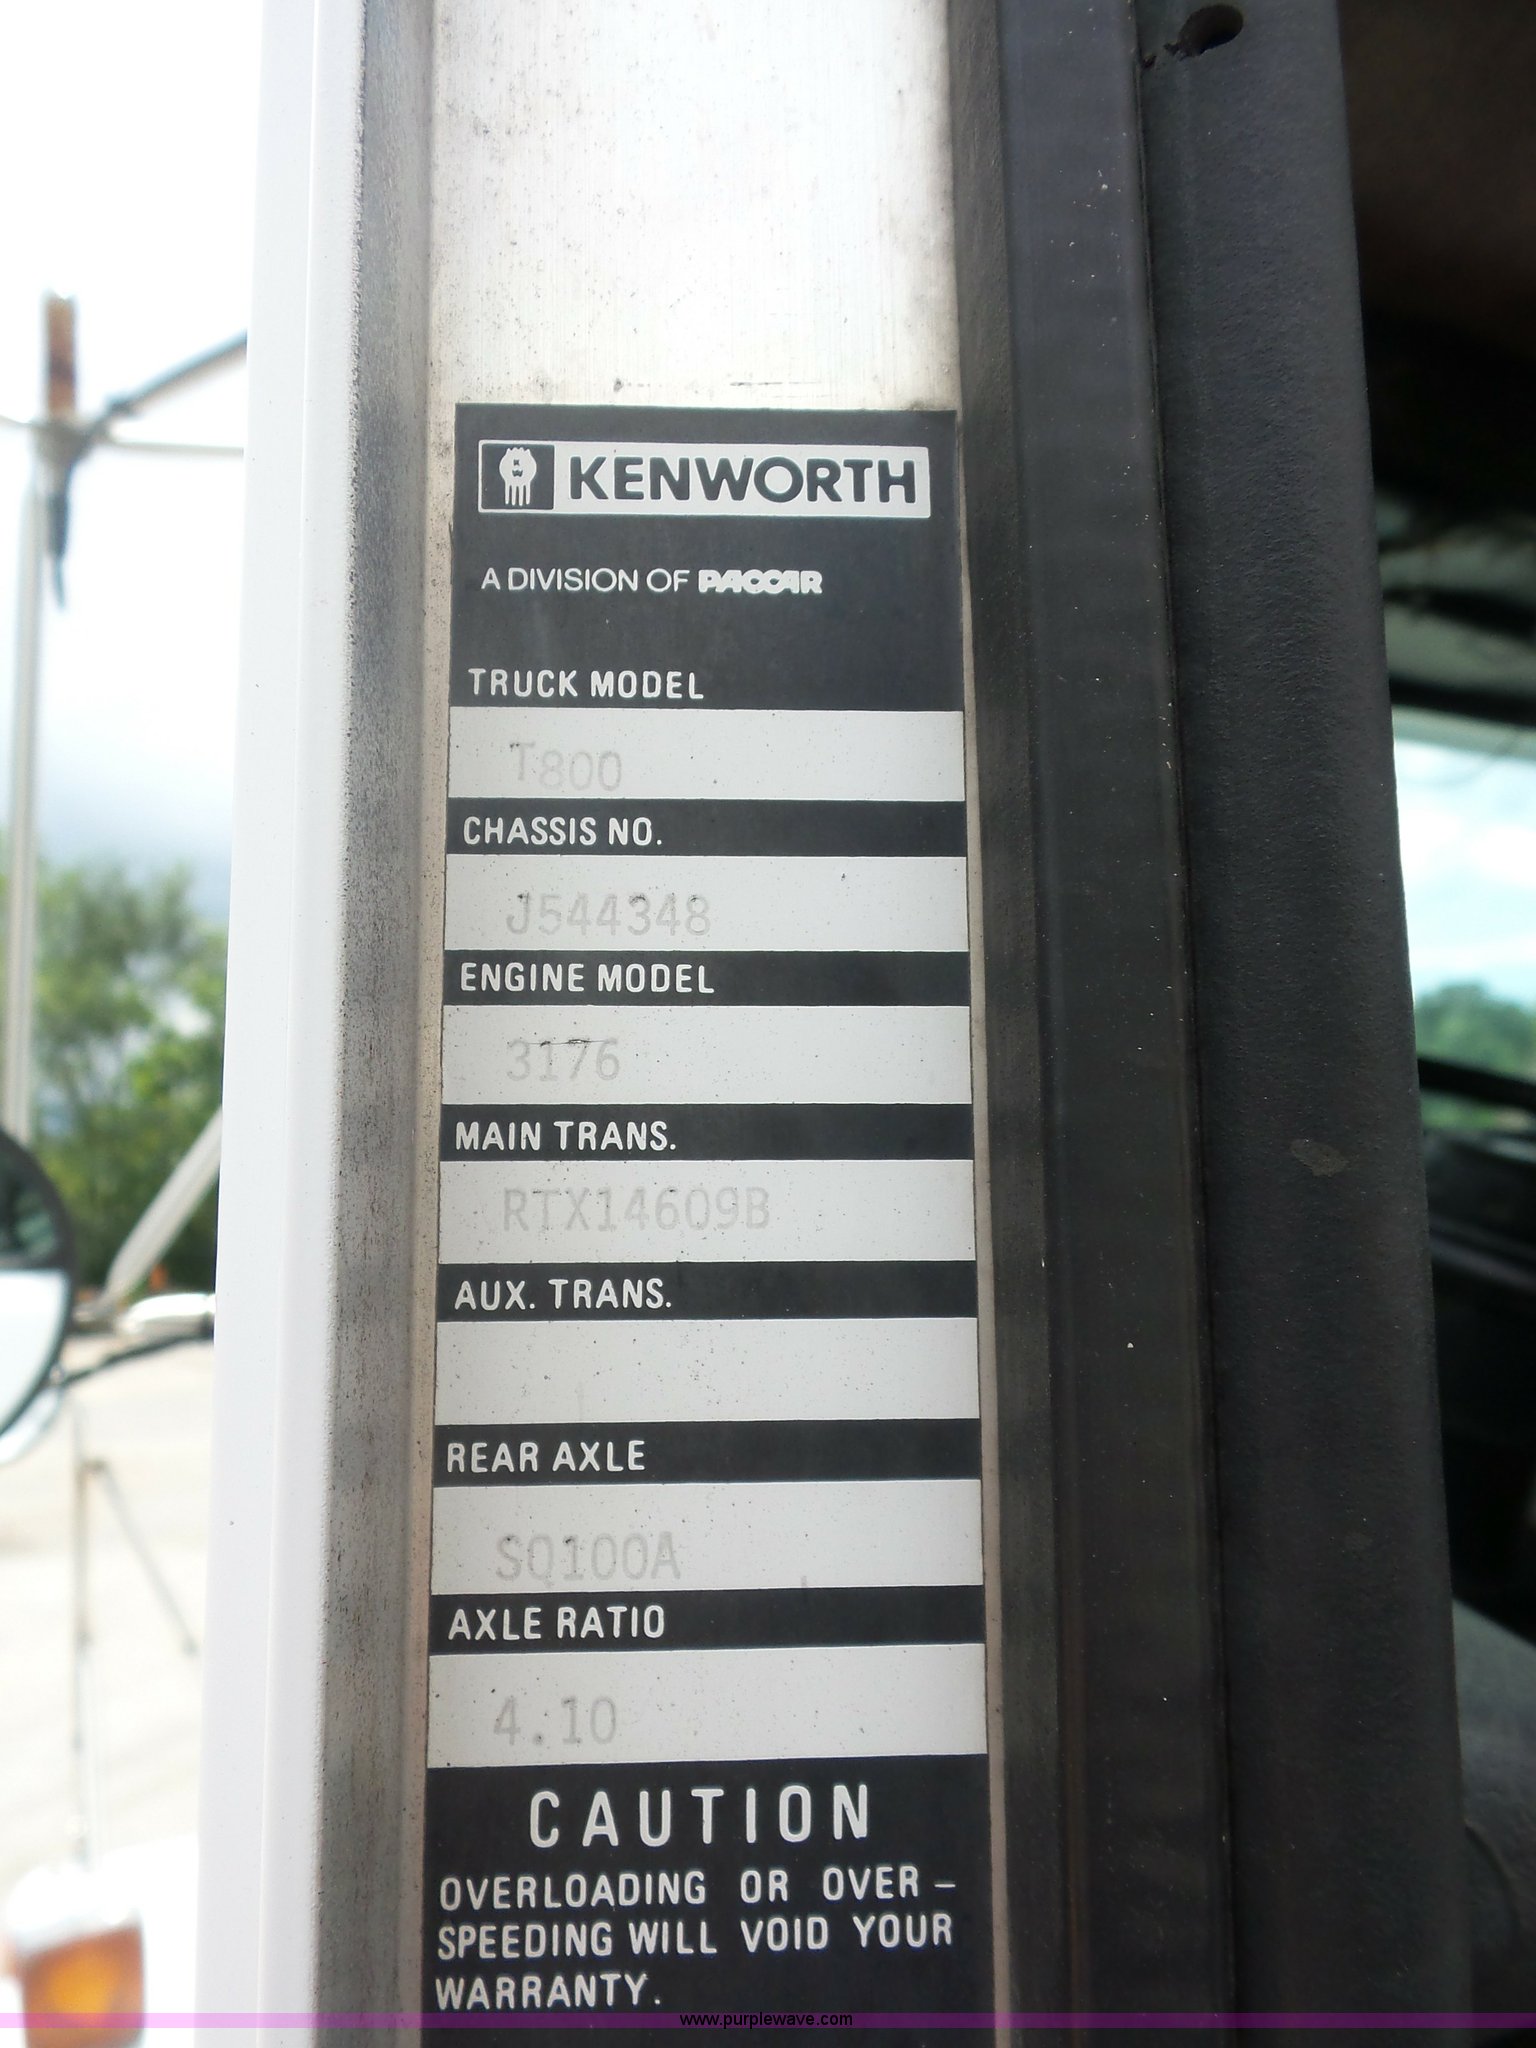 KENWORTH
A DIVISION OF PACCAR
TRUCK MODEL
T800
CHASSIS NO.
J544348
ENGINE MODEL
3176
MAIN TRANS.
RTX14609B
AUX. TRANS.
REAR AXLE
SQ100A
AXLE RATIO
4.10
CAUTION
OVERLOADING OR OVER-
SPEEDING WILL VOID YOUR
WARRANTY.
www.purplewave.com